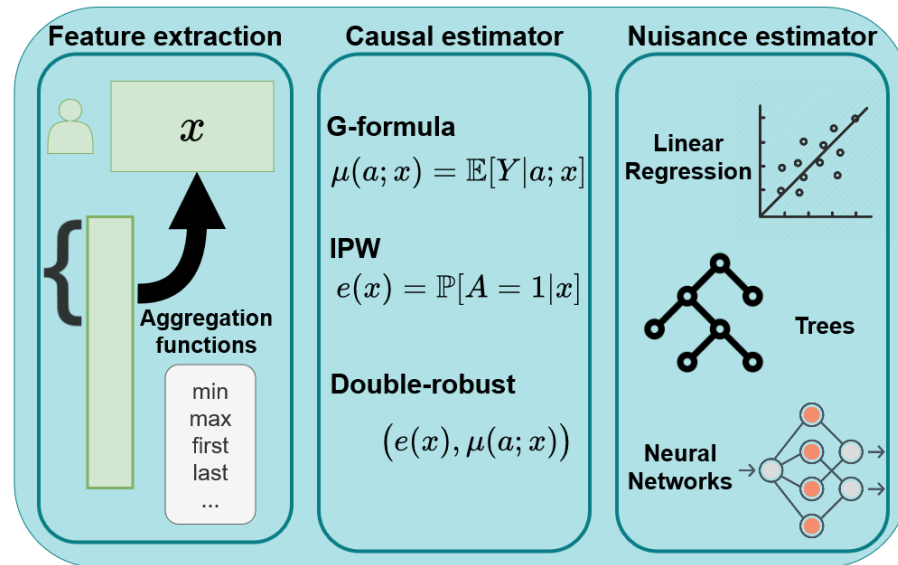 Feature extraction
x
{
Aggregation
functions
min
max
first
last
...
Causal estimator
G-formula
μ(a; x) = 𝔼[Y|a; x]
IPW
e(x) = ℙ[A = 1|x]
Double-robust
(e(x), μ(a; x))
Nuisance estimator
Linear
Regression
Trees
Neural
Networks